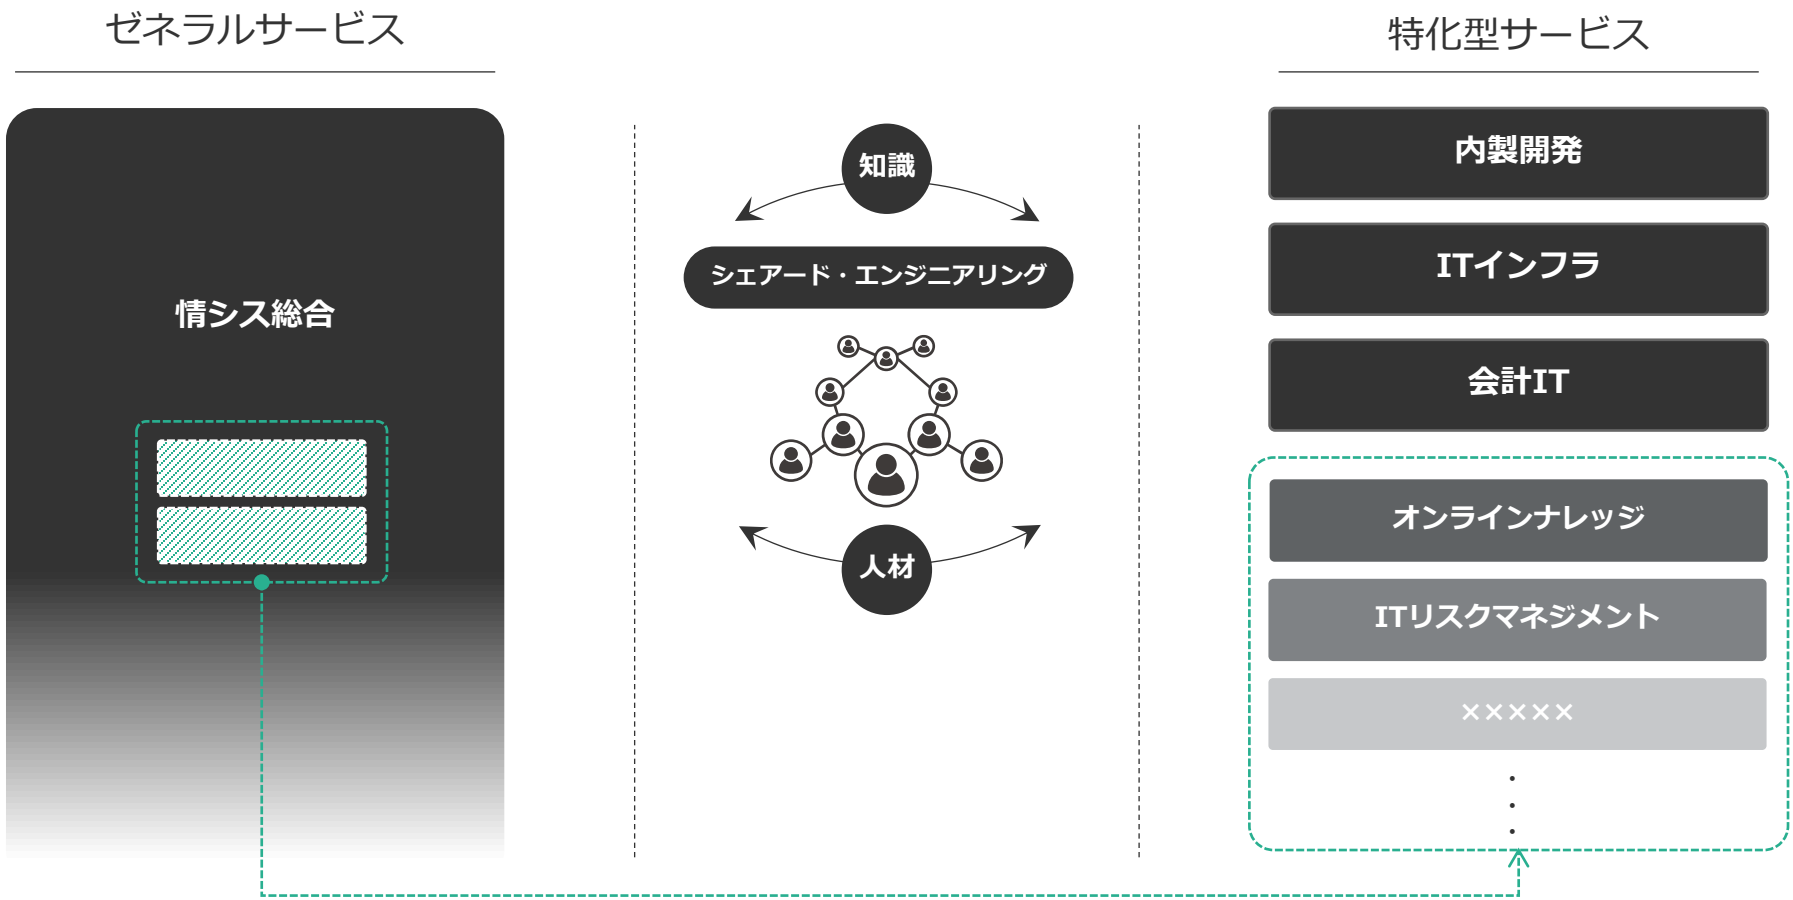 ゼネラルサービス
情シス総合
知識
シェアード・エンジニアリング
人材
特化型サービス
内製開発
ITインフラ
会計IT
オンラインナレッジ
ITリスクマネジメント
×××××
・
・
・